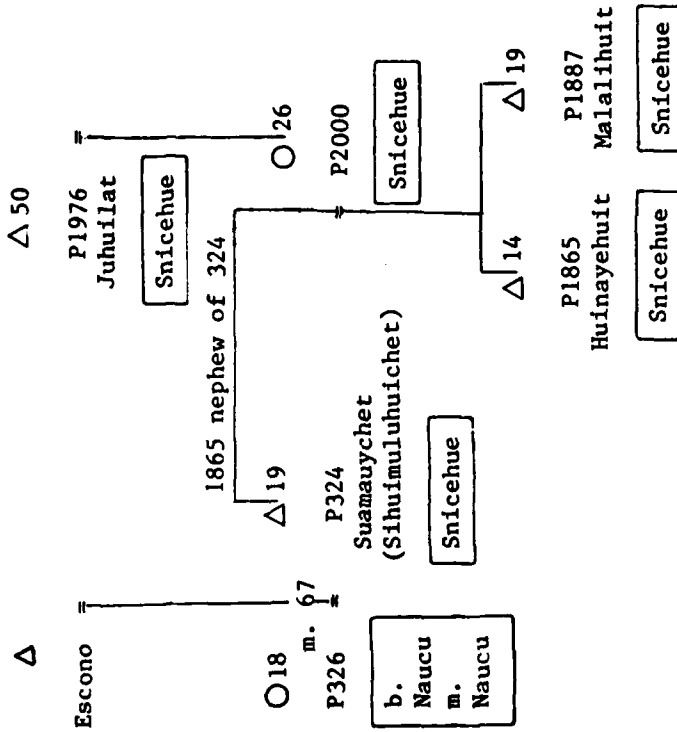 50
Escono
P1976
Juhuilat
Snicehue
1865 nephew of 324
18
m. 67
19
26
P326
P324
Suamauychet
(Sihuimuluhuichet)
P2000
b.
Naucu
m.
Naucu
Snicehue
Snicehue
14
19
P1865
Huinayehuit
P1887
Malalihuit
Snicehue
Snicehue